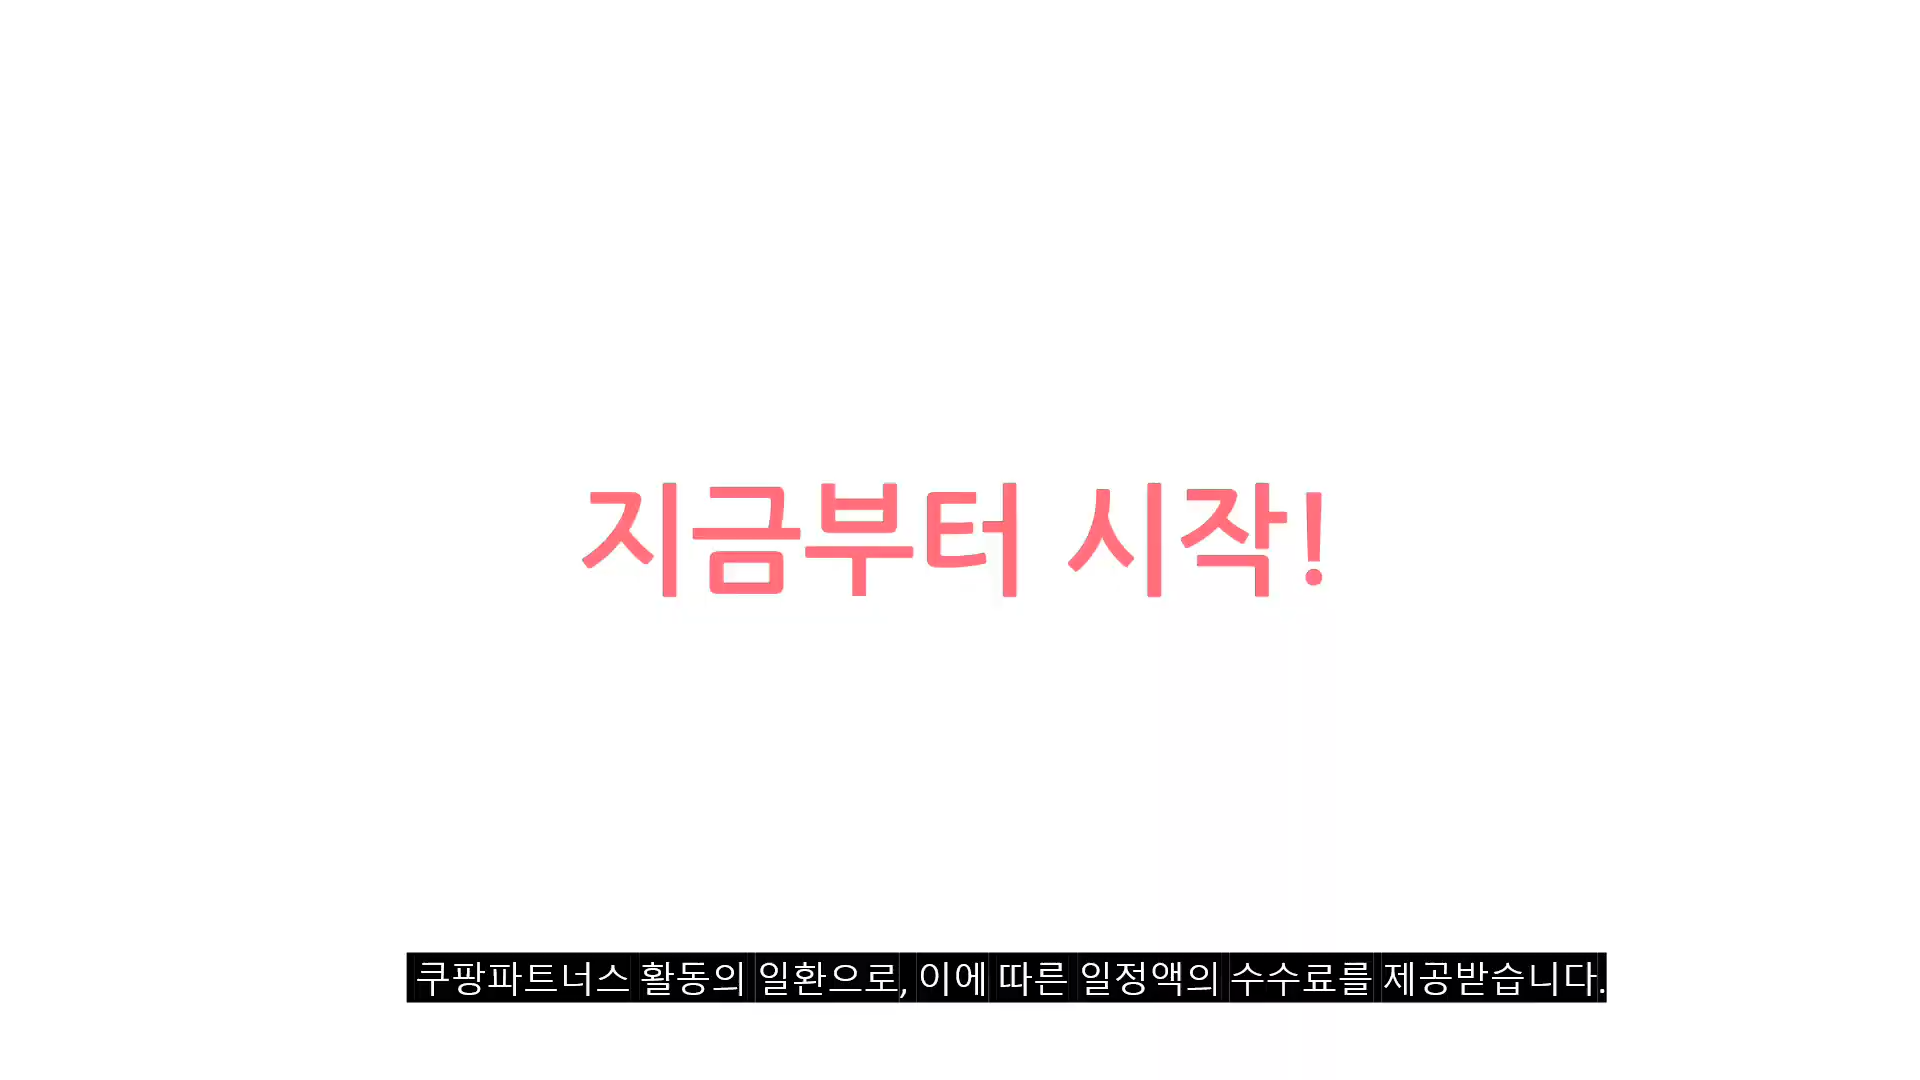 지금부터 시작!
쿠팡파트너스 활동의 일환으로, 이에 따른 일정액의 수수료를 제공받습니다.